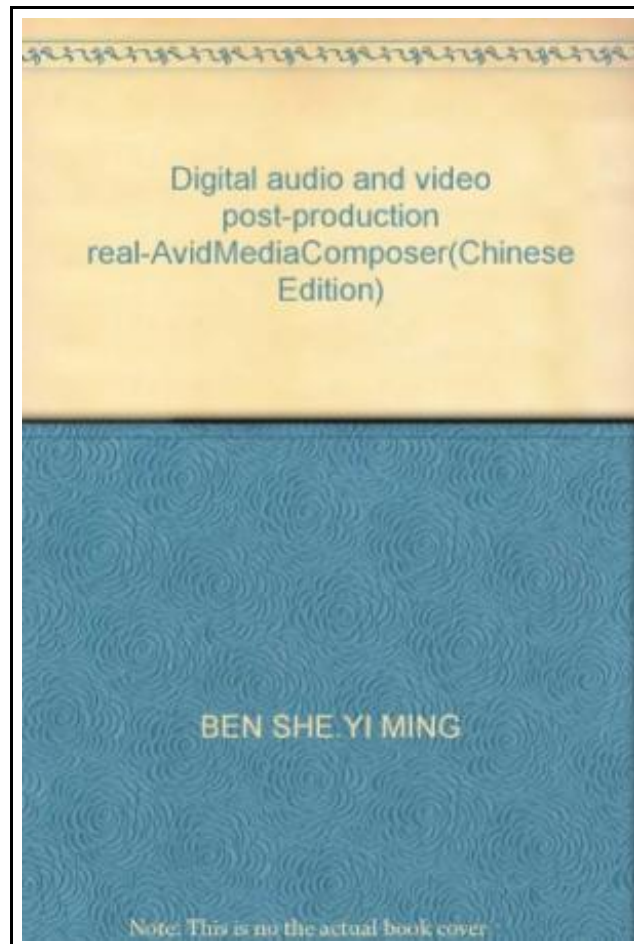 Digital audio and video
post-production
real-AvidMediaComposer(Chinese
Edition)
BEN SHE.YI MING
Note: This is no the actual book cover